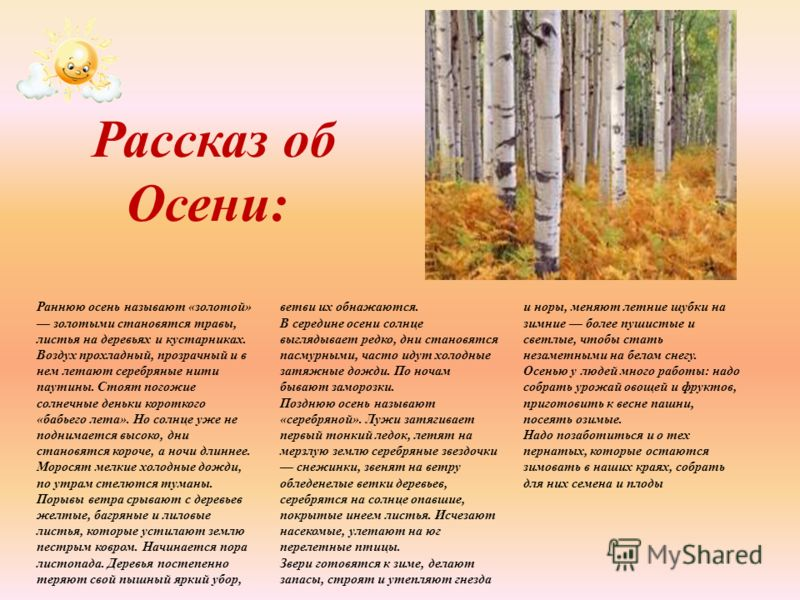 Рассказ об
Осени:
Раннюю осень называют «золотой»
— золотыми становятся травы,
листья на деревьях и кустарниках.
Воздух прохладный, прозрачный и в
нем летают серебряные нити
паутины. Стоят погожие
солнечные деньки короткого
«бабьего лета». Но солнце уже не
поднимается высоко, дни
становятся короче, а ночи длиннее.
Моросят мелкие холодные дожди,
по утрам стелются туманы.
Порывы ветра срывают с деревьев
желтые, багряные и лиловые
листья, которые устилают землю
пестрым ковром. Начинается пора
листопада. Деревья постепенно
теряют свой пышный яркий убор,
ветви их обнажаются.
В середине осени солнце
выглядывает редко, дни становятся
пасмурными, часто идут холодные
затяжные дожди. По ночам
бывают заморозки.
Позднюю осень называют
«серебряной». Лужи затягивает
первый тонкий ледок, летят на
мерзлую землю серебряные звездочки
— снежинки, звенят на ветру
обледенелые ветки деревьев,
серебрятся на солнце опавшие,
покрытые инеем листья. Исчезают
насекомые, улетают на юг
перелетные птицы.
Звери готовятся к зиме, делают
запасы, строят и утепляют гнезда
и норы, меняют летние шубки на
зимние — более пушистые и
светлые, чтобы стать
незаметными на белом снегу.
Осенью у людей много работы: надо
собрать урожай овощей и фруктов,
приготовить к весне пашни,
посеять озимые.
Надо позаботиться и о тех
пернатых, которые остаются
зимовать в наших краях, собрать
для них семена и плоды
MyShared